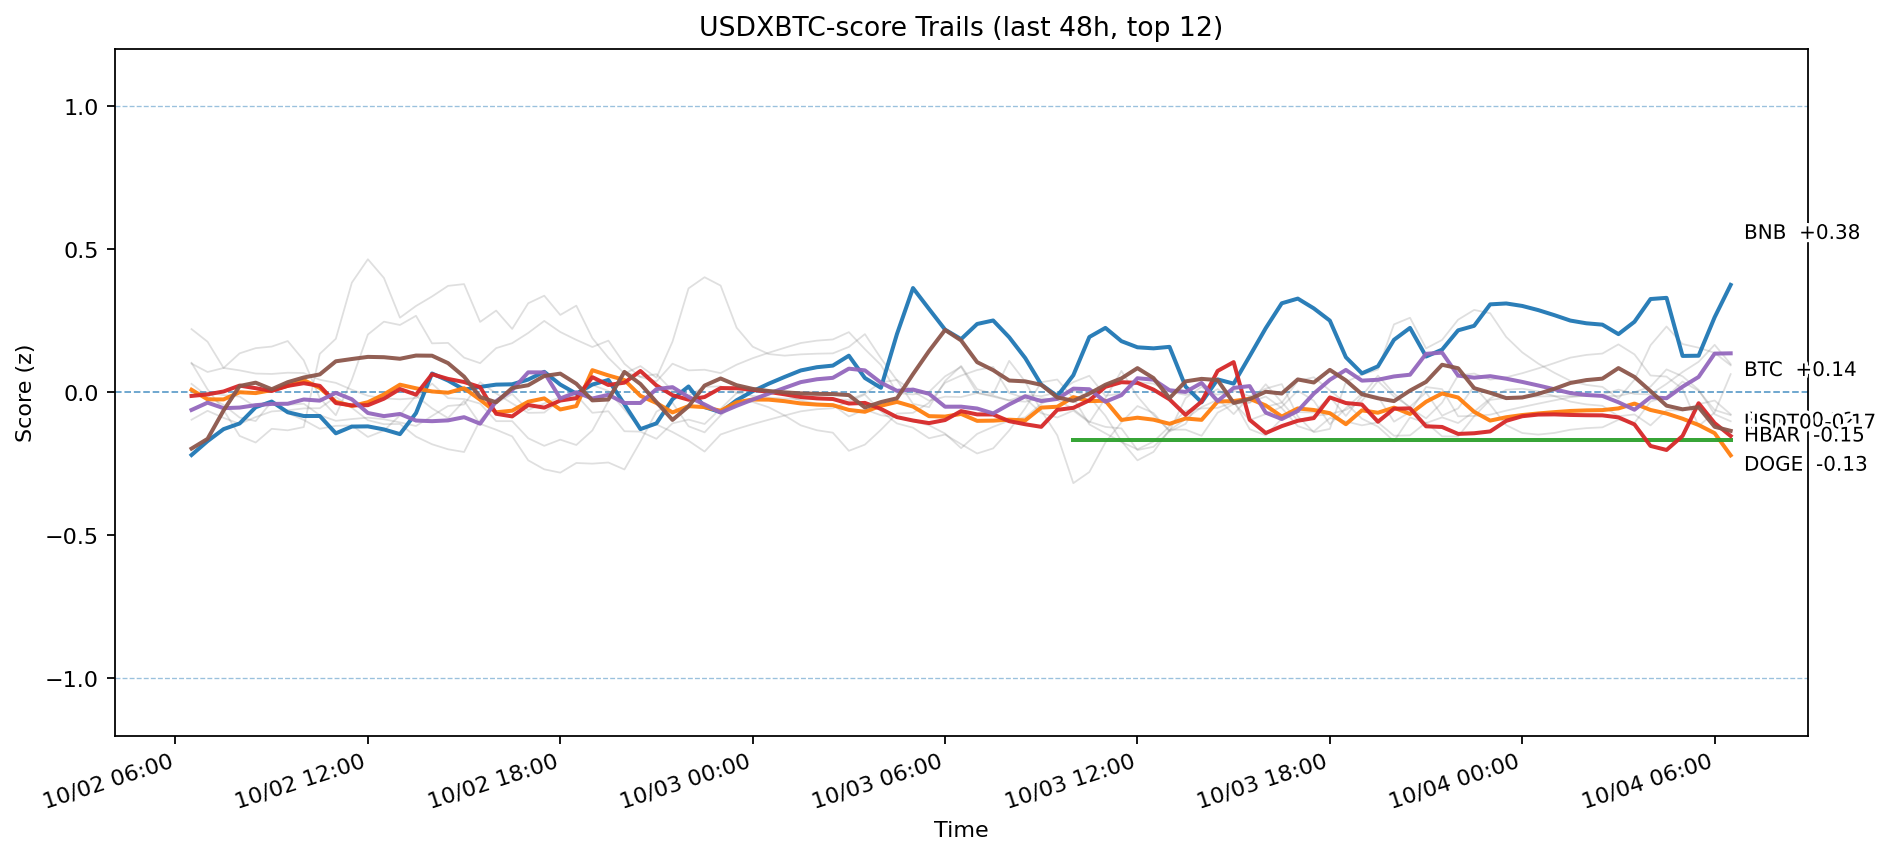 USDXBTC-score Trails (last 48h, top 12)
Score (z)
1.0
0.5
0.0
−0.5
−1.0
BNB +0.38
BTC +0.14
HBAR -0.15
DOGE -0.13
10/02 06:00
10/02 12:00
10/02 18:00
10/03 00:00
10/03 06:00
10/03 12:00
10/03 18:00
10/04 00:00
10/04 06:00
Time